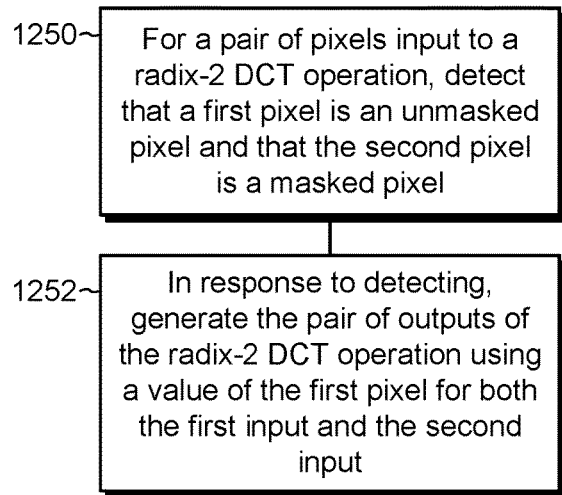 1250
For a pair of pixels input to a
radix-2 DCT operation, detect
that a first pixel is an unmasked
pixel and that the second pixel
is a masked pixel
1252
In response to detecting,
generate the pair of outputs of
the radix-2 DCT operation using
a value of the first pixel for both
the first input and the second
input